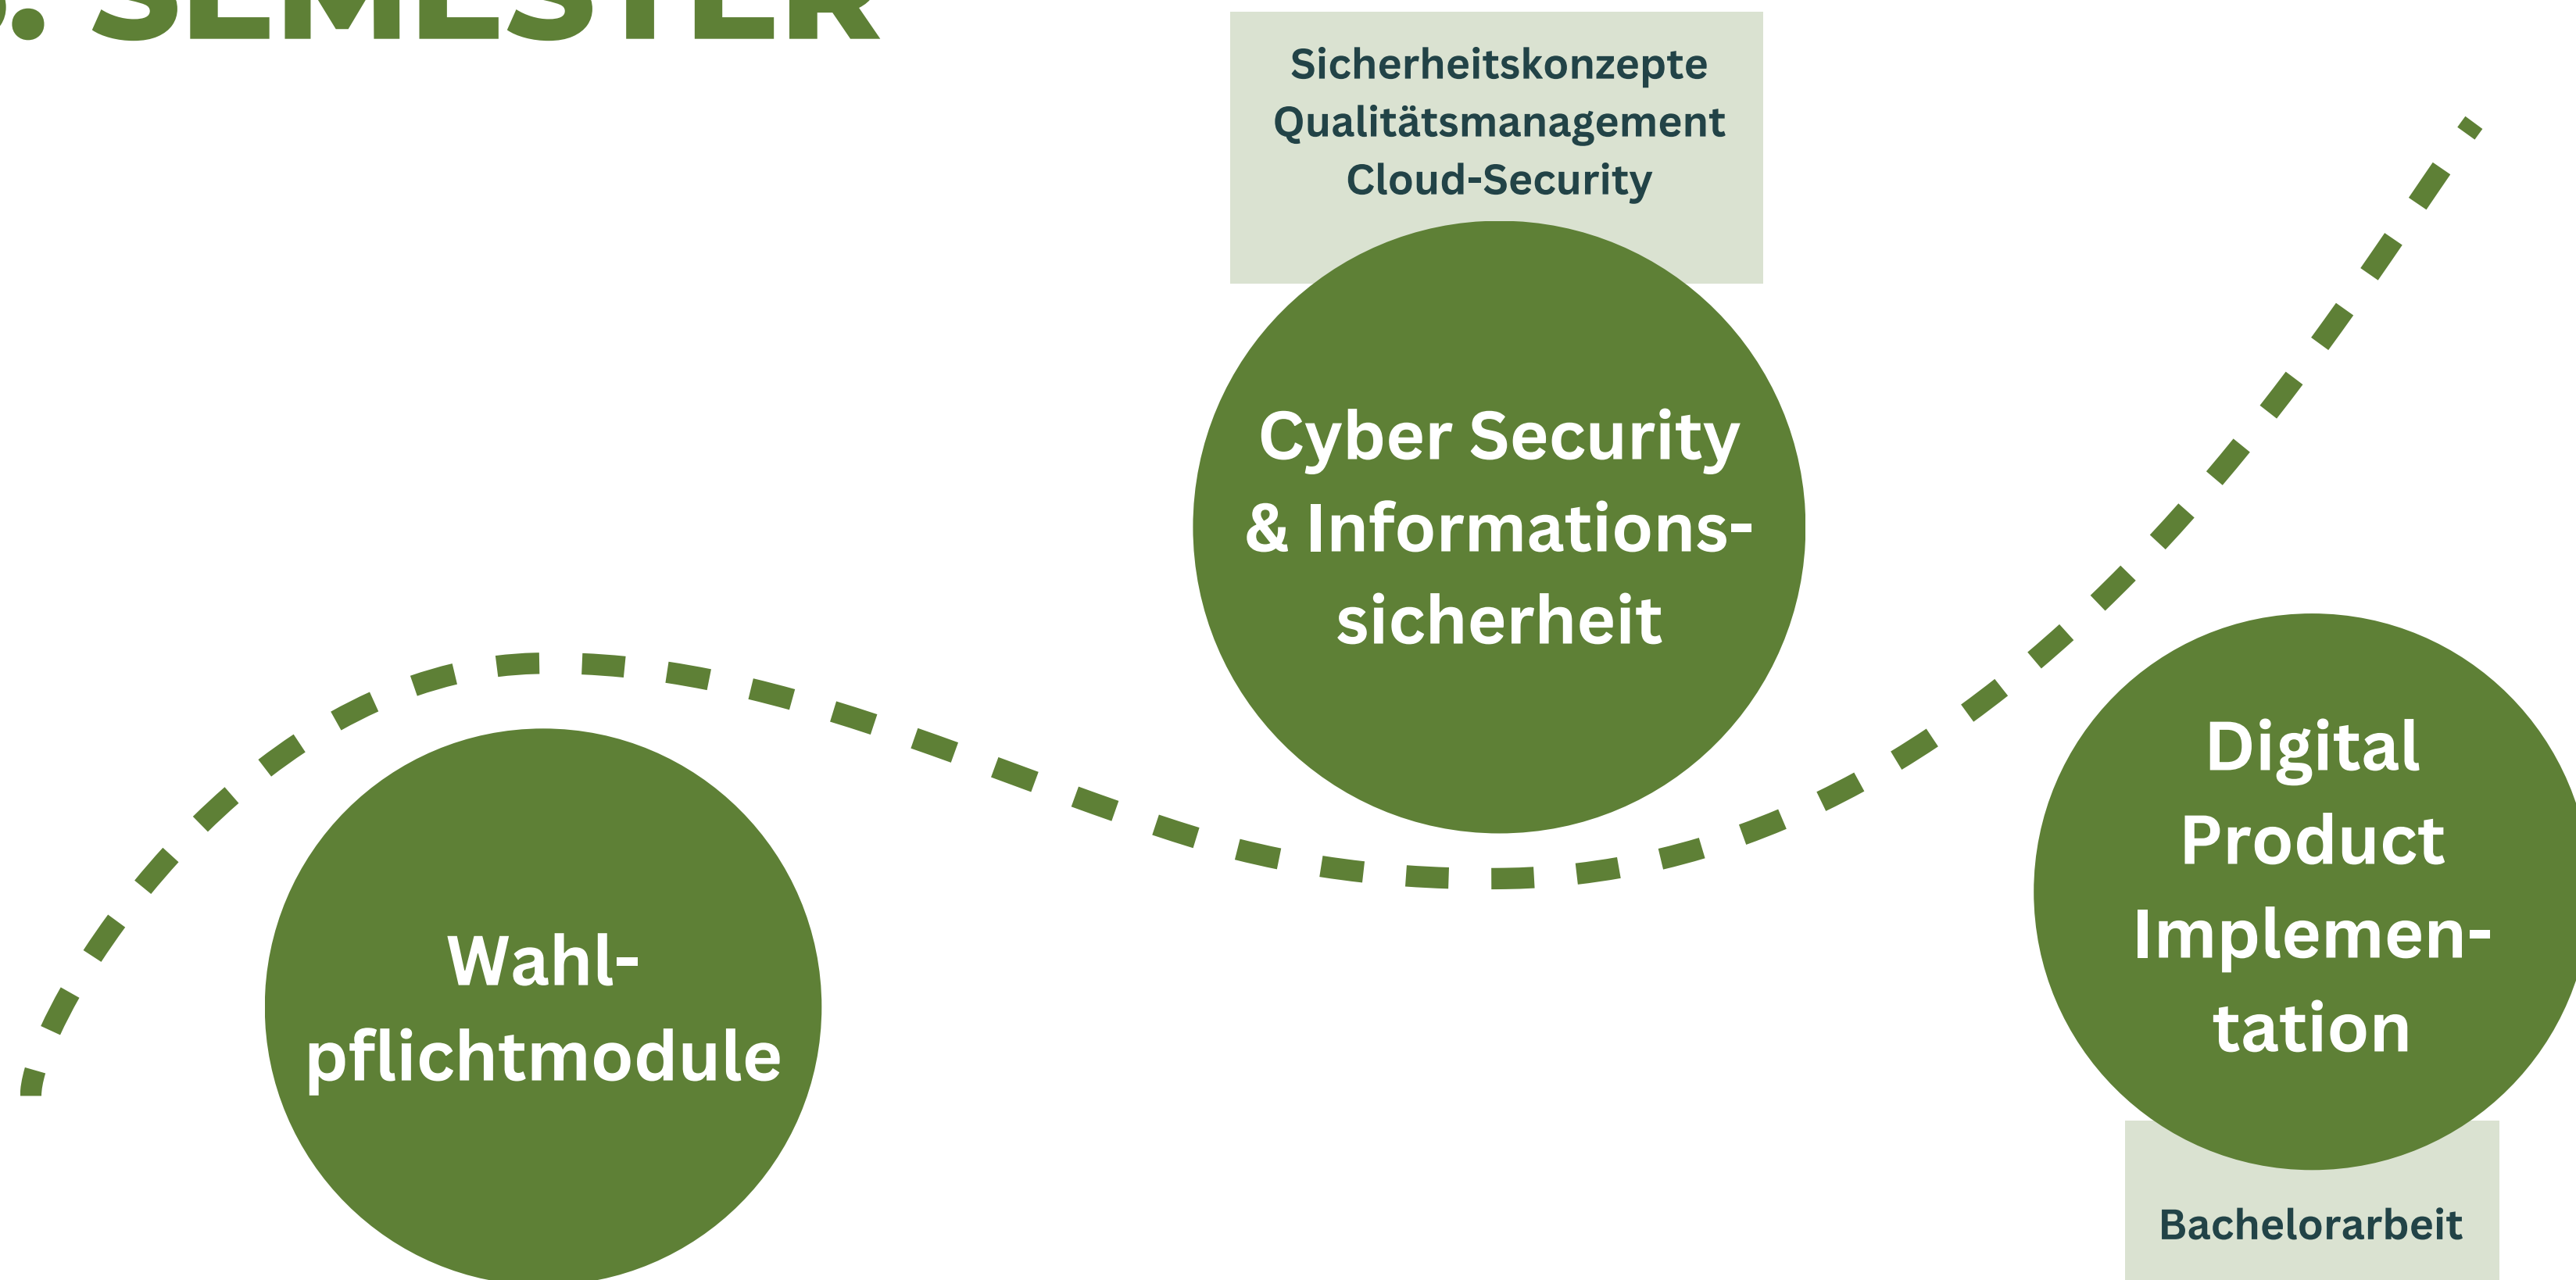 . SEMESTER
Sicherheitskonzepte
Qualitätsmanagement
Cloud-Security
Cyber Security
& Informations-
sicherheit
Wahl-
pflichtmodule
Digital
Product
Implemen-
tation
Bachelorarbeit